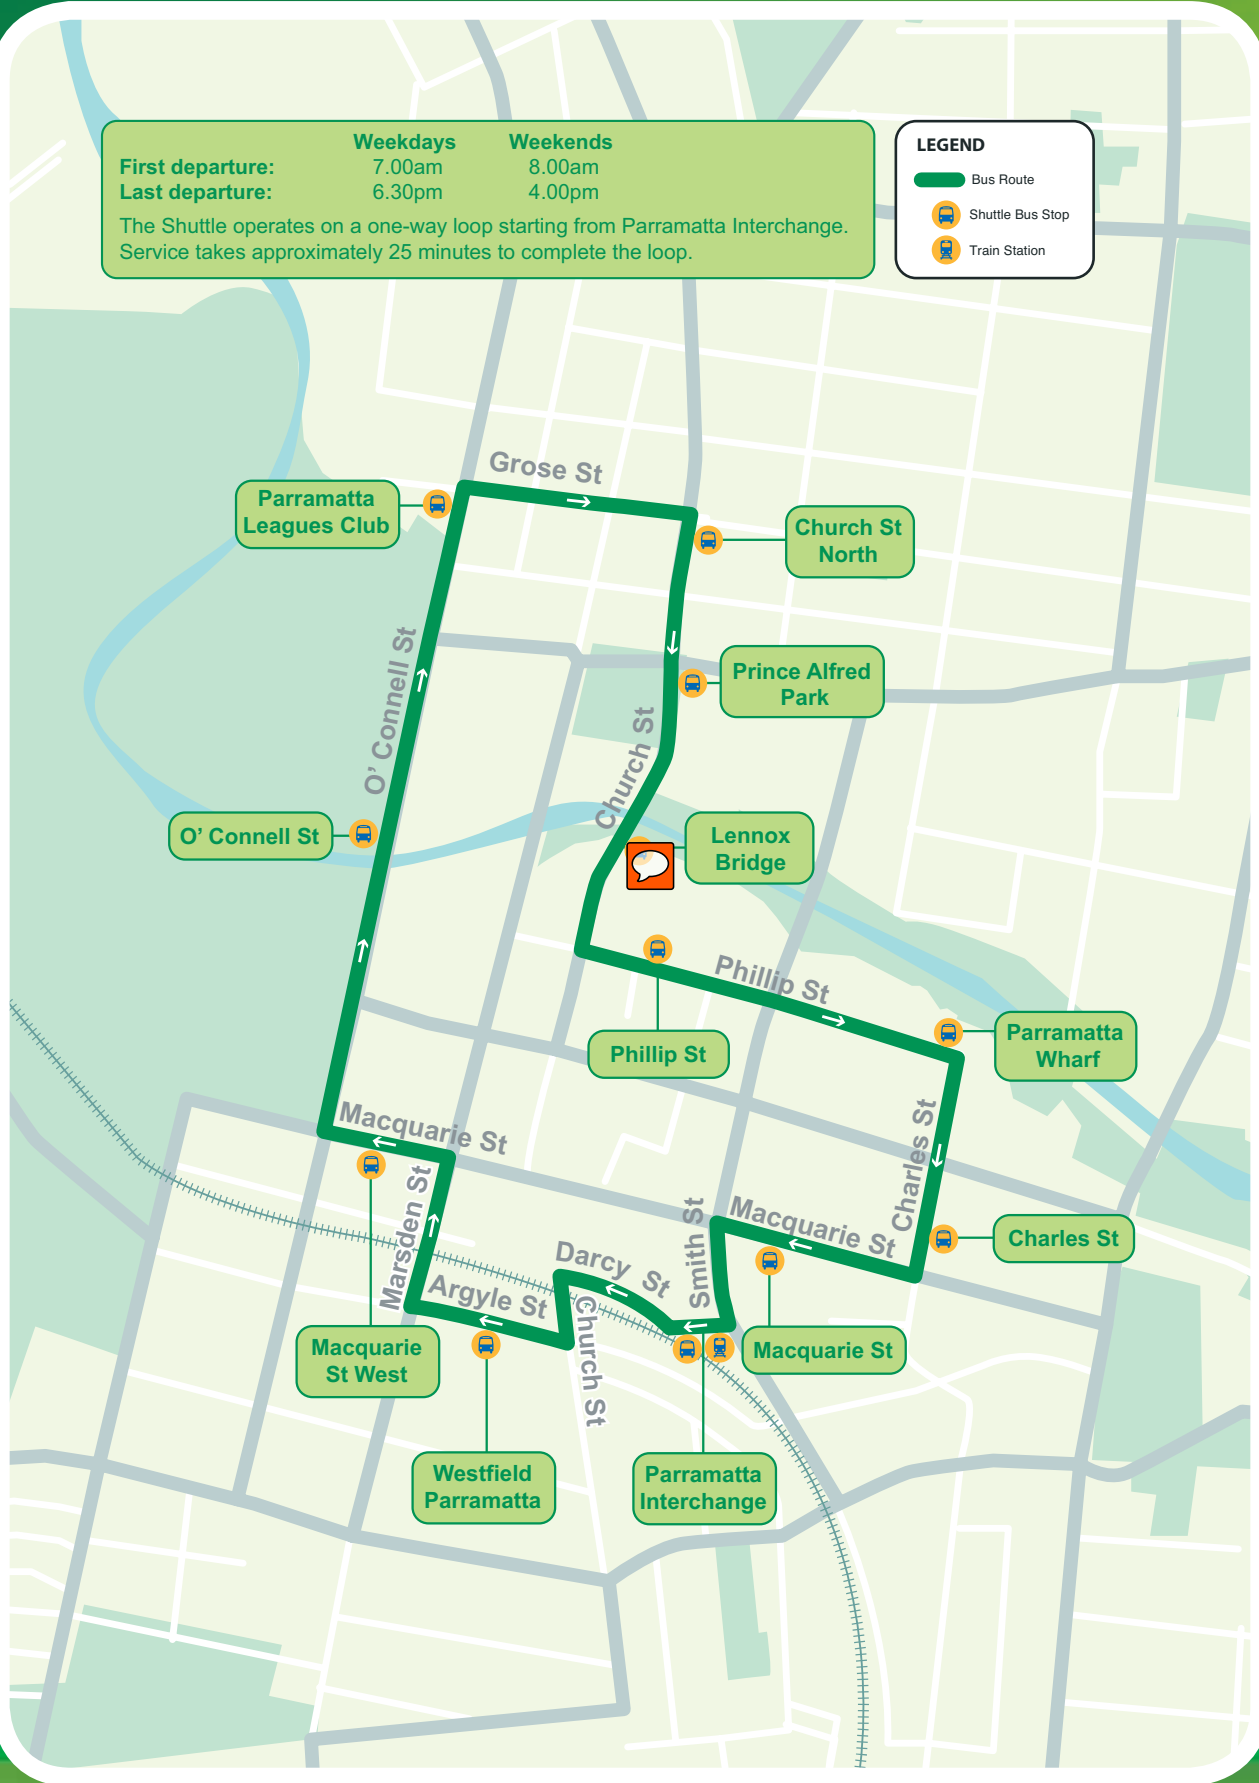 Weekdays Weekends
First departure: 7.00am 8.00am
Last departure: 6.30pm 4.00pm
The Shuttle operates on a one-way loop starting from Parramatta Interchange.
Service takes approximately 25 minutes to complete the loop.
LEGEND
Bus Route
Shuttle Bus Stop
Train Station
Grose St
Parramatta
Leagues Club
Church St
North
O' Connell St
Prince Alfred
Park
Church St
O' Connell St
Lennox
Bridge
Phillip St
Parramatta
Wharf
Phillip St
Charles St
Macquarie St
Marsden St
Smith St
Macquarie St
Charles St
Darcy St
Argyle St
Church St
Macquarie
St West
Macquarie St
Westfield
Parramatta
Parramatta
Interchange